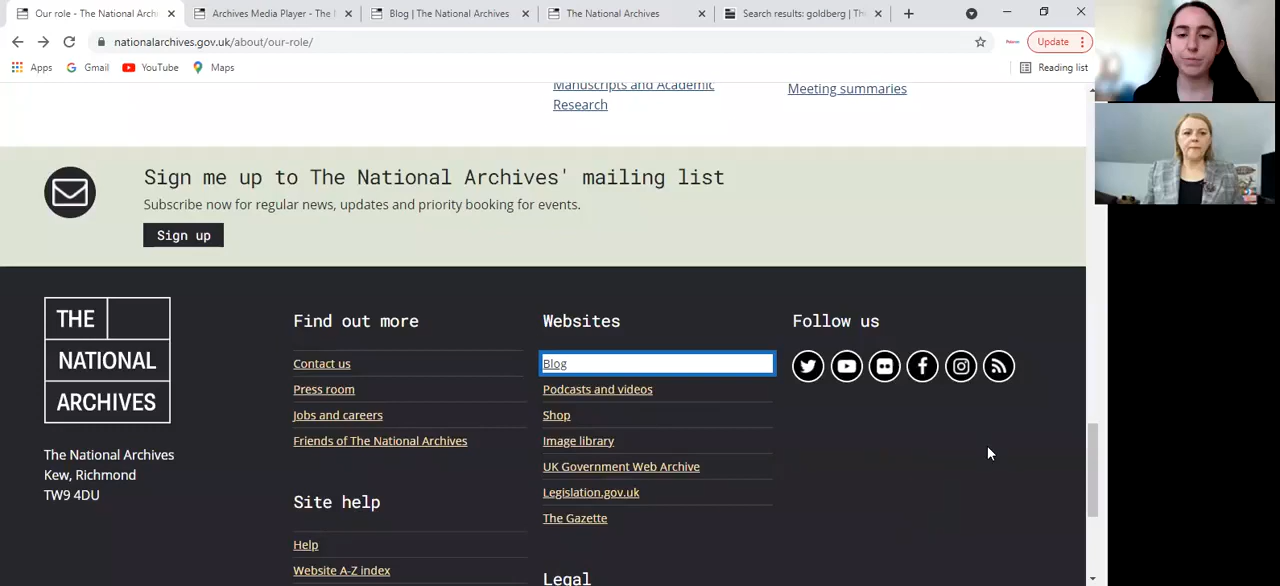 Our role - The National Archi
Archives Media Player - The
Blog | The National Archives
The National Archives
Search results: goldberg | Th
nationalarchives.gov.uk/about/our-role/
Update
Apps
Gmail
YouTube
Maps
Reading list
Manuscripts and Academic
Research
Meeting summaries
Sign me up to The National Archives' mailing list
Subscribe now for regular news, updates and priority booking for events.
Sign up
THE
NATIONAL
ARCHIVES
The National Archives
Kew, Richmond
TW9 4DU
Find out more
Contact us
Press room
Jobs and careers
Friends of The National Archives
Site help
Help
Website A-Z index
Websites
Blog
Podcasts and videos
Shop
Image library
UK Government Web Archive
Legislation.gov.uk
The Gazette
Legal
Follow us